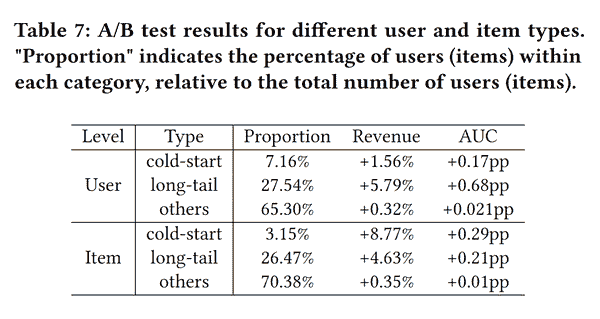 Table 7: A/B test results for different user and item types.
"Proportion" indicates the percentage of users (items) within
each category, relative to the total number of users (items).
Level Type Proportion Revenue AUC
cold-start 7.16% +1.56% +0.17pp
User long-tail 27.54% +5.79% +0.68pp
others 65.30% +0.32% +0.021pp
cold-start 3.15% +8.77% +0.29pp
Item long-tail 26.47% +4.63% +0.21pp
others 70.38% +0.35% +0.01pp